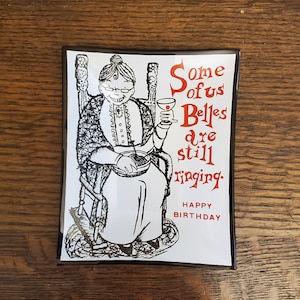 Some
of us
Belles
are
still
ringing.
HAPPY
BIRTHDAY